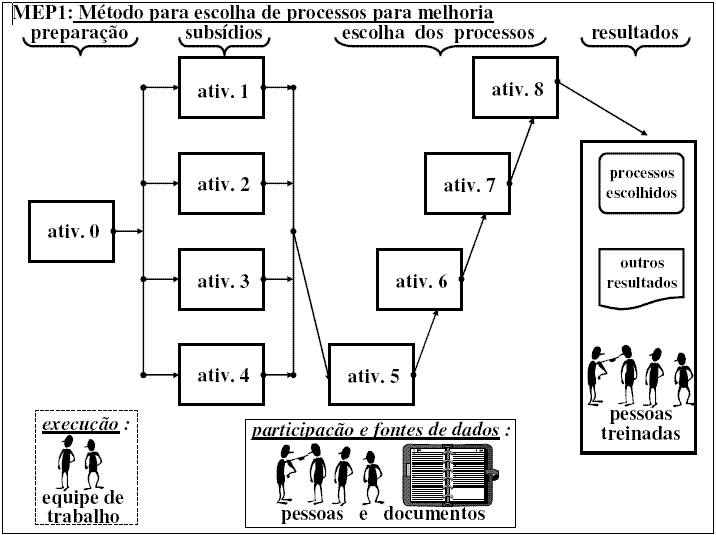 MEP1: Método para escolha de processos para melhoria
preparação subsídios escolha dos processos resultados
ativ. 0
ativ. 1
ativ. 2
ativ. 3
ativ. 4
ativ. 5
ativ. 6
ativ. 7
ativ. 8
processos
escolhidos
outros
resultados
pessoas
treinadas
execução :
equipe de
trabalho
participação e fontes de dados :
pessoas e documentos